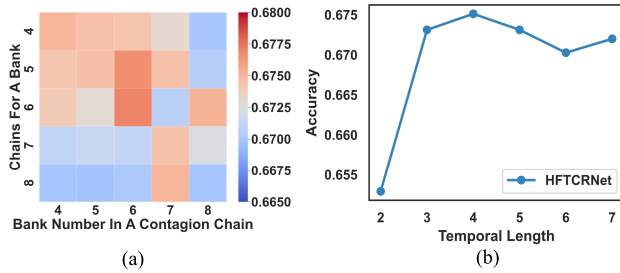 Chains For A Bank
4
5
6
7
8
4 5 6 7 8
Bank Number In A Contagion Chain
0.6800
0.6775
0.6750
0.6725
0.6700
0.6675
0.6650
(a)
Accuracy
0.675
0.670
0.665
0.660
0.655
HFTCRNet
2 3 4 5 6 7
Temporal Length
(b)